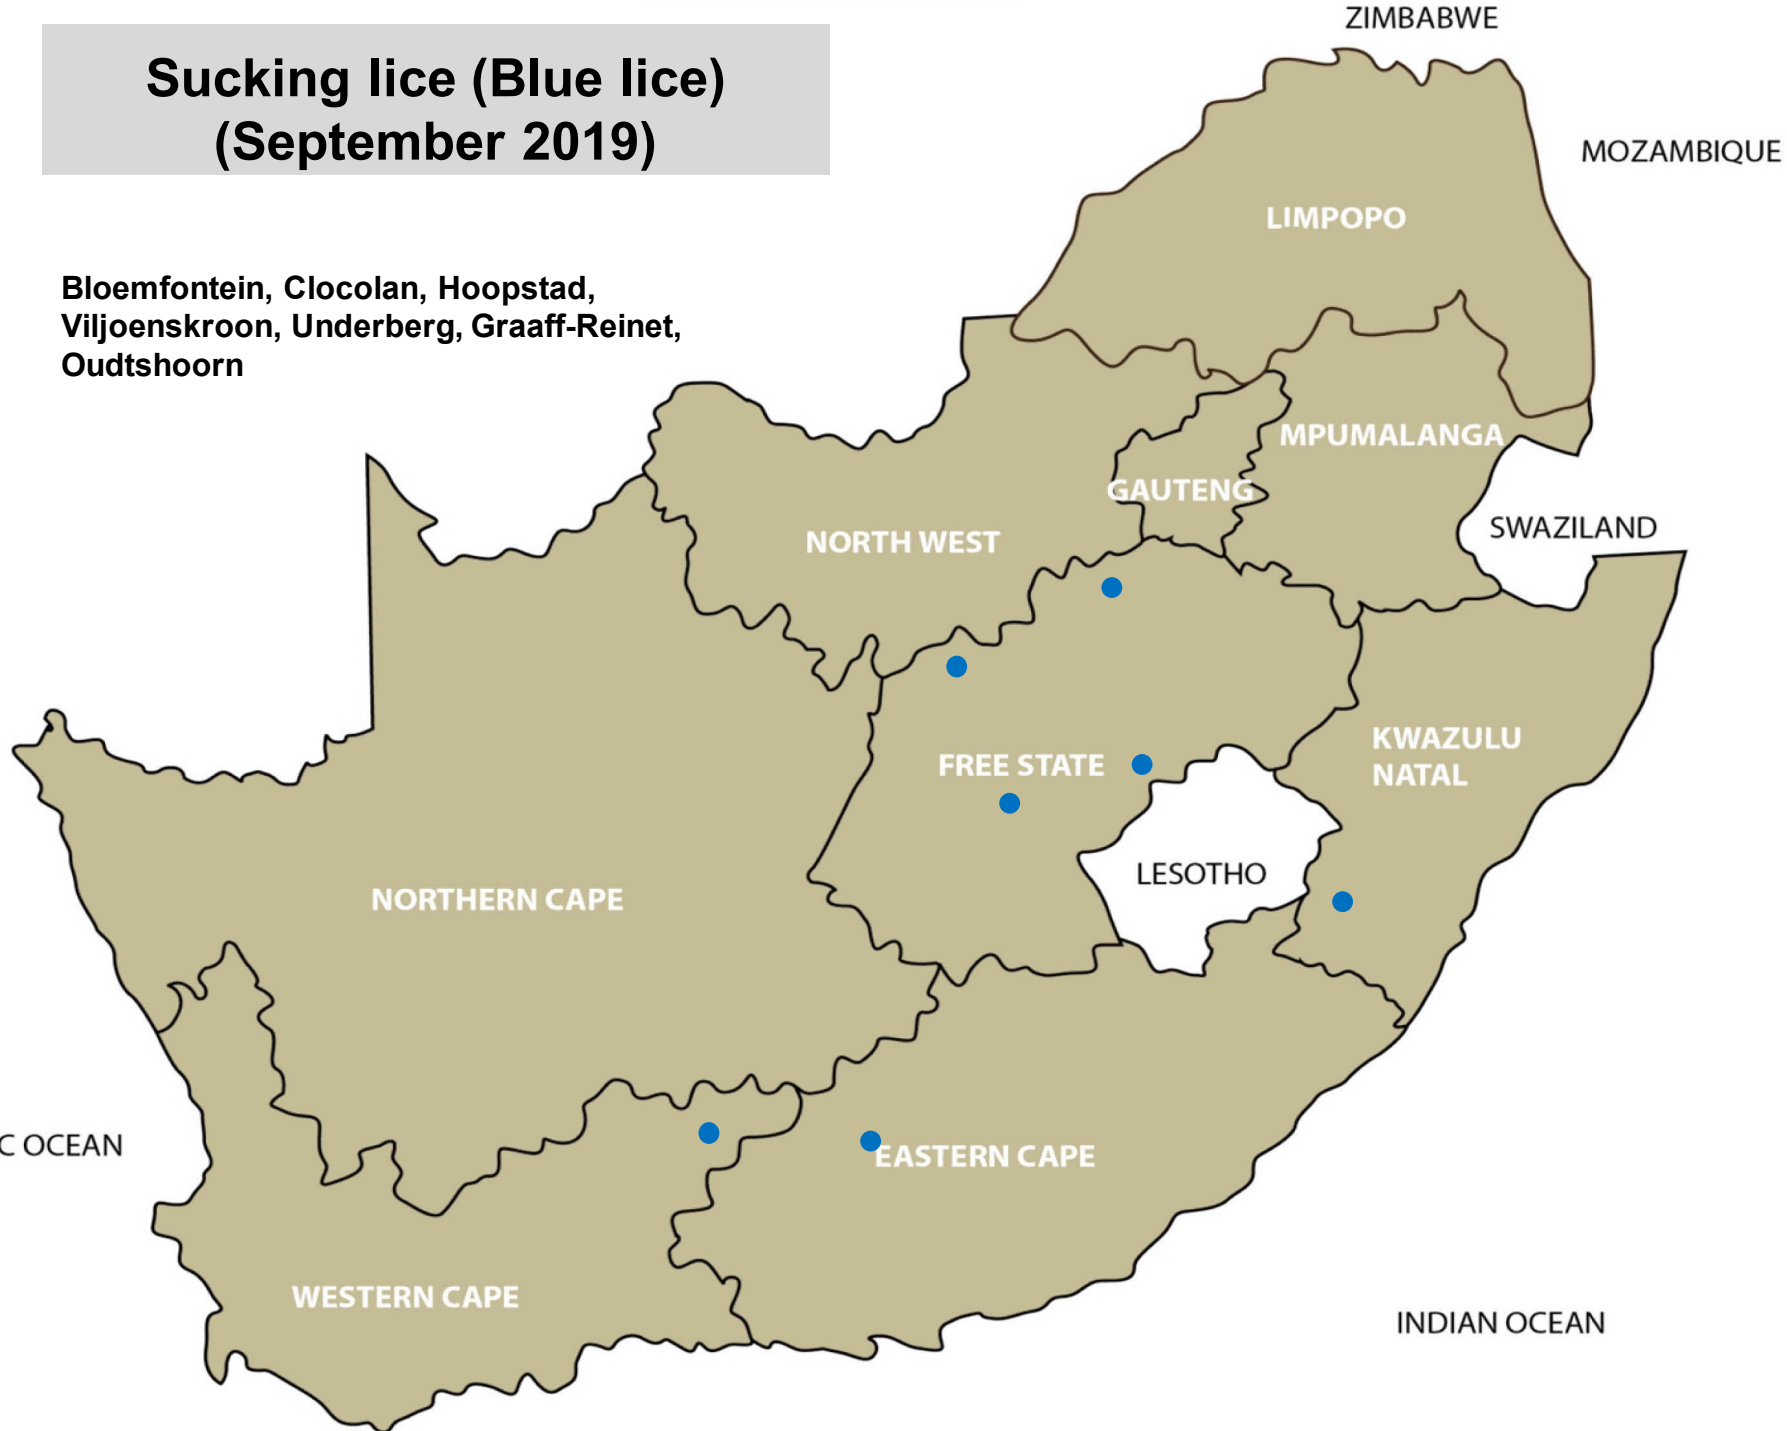 Sucking lice (Blue lice)
(September 2019)
Bloemfontein, Clocolan, Hoopstad,
Viljoenskroon, Underberg, Graaff-Reinet,
Oudtshoorn
ZIMBABWE
MOZAMBIQUE
LIMPOPO
MPUMALANGA
GAUTENG
SWAZILAND
NORTH WEST
KWAZULU
NATAL
FREE STATE
LESOTHO
NORTHERN CAPE
C OCEAN
EASTERN CAPE
WESTERN CAPE
INDIAN OCEAN